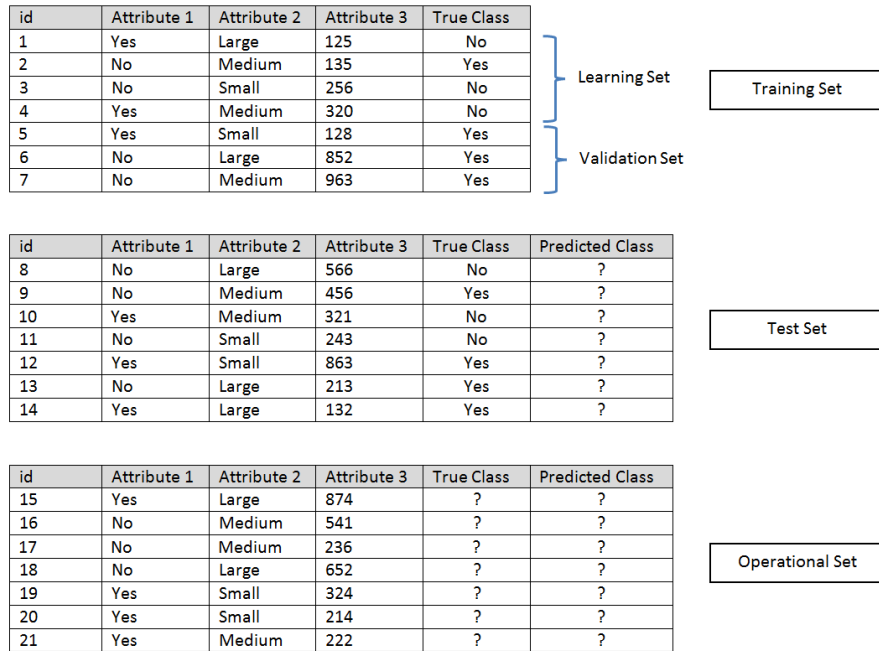 id Attribute 1 Attribute 2 Attribute 3 True Class
1 Yes Large 125 No
2 No Medium 135 Yes
3 No Small 256 No
4 Yes Medium 320 No
5 Yes Small 128 Yes
6 No Large 852 Yes
7 No Medium 963 Yes
Learning Set
Validation Set
Training Set
id Attribute 1 Attribute 2 Attribute 3 True Class Predicted Class
8 No Large 566 No ?
9 No Medium 456 Yes ?
10 Yes Medium 321 No ?
11 No Small 243 No ?
12 Yes Small 863 Yes ?
13 No Large 213 Yes ?
14 Yes Large 132 Yes ?
Test Set
id Attribute 1 Attribute 2 Attribute 3 True Class Predicted Class
15 Yes Large 874 ? ?
16 No Medium 541 ? ?
17 No Medium 236 ? ?
18 No Large 652 ? ?
19 Yes Small 324 ? ?
20 Yes Small 214 ? ?
21 Yes Medium 222 ? ?
Operational Set